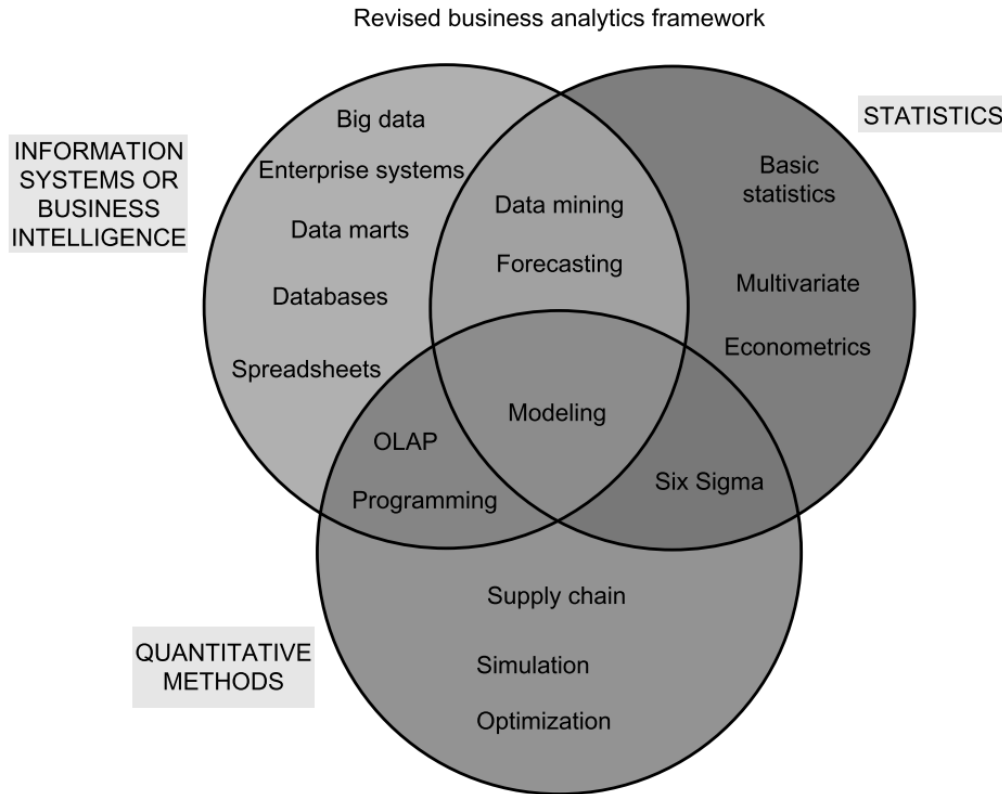 Revised business analytics framework
INFORMATION
SYSTEMS OR
BUSINESS
INTELLIGENCE
STATISTICS
Big data
Enterprise systems
Data marts
Databases
Spreadsheets
Data mining
Forecasting
Basic
statistics
Multivariate
Econometrics
Modeling
OLAP
Programming
Six Sigma
QUANTITATIVE
METHODS
Supply chain
Simulation
Optimization